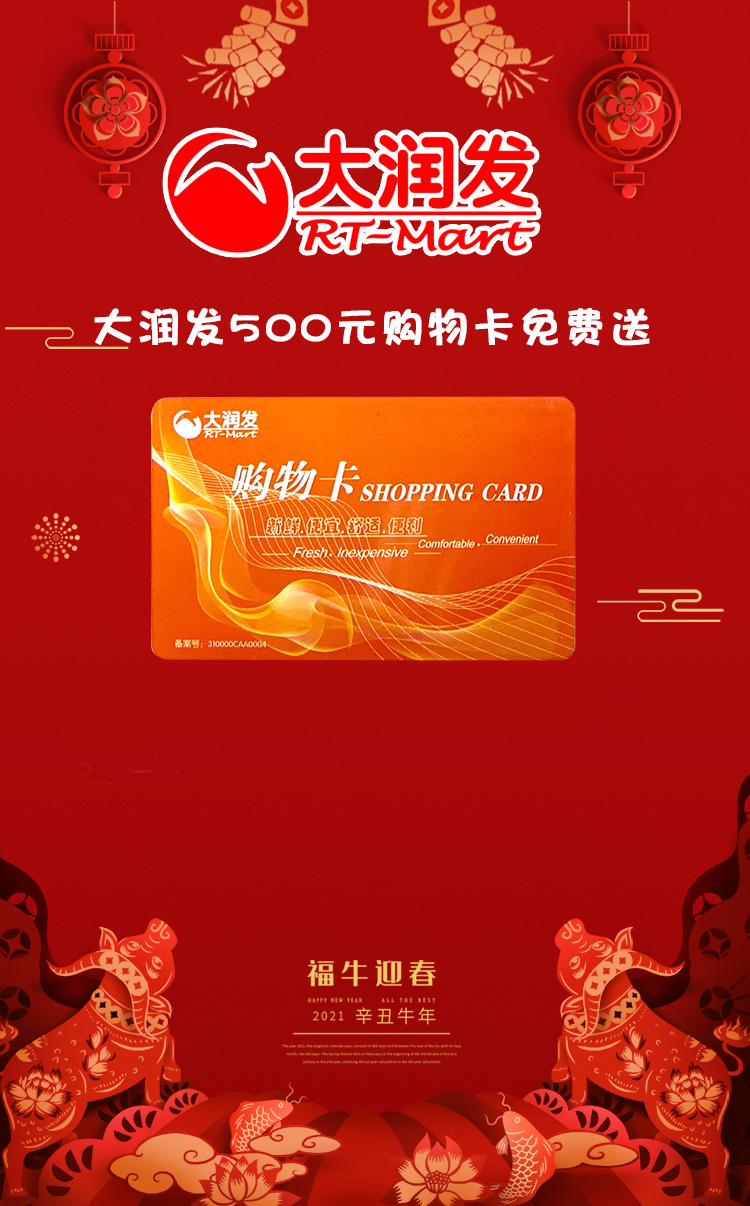 大润发
RT-Mart
大润发500元购物卡免费送
大润发
RT-Mart
购物卡 SHOPPING CARD
新鲜.便宜.舒适.便利
Fresh. Inexpensive Comfortable. Convenient
备案号：310000CAA0004
福牛迎春
HAPPY NEW YEAR ALL THE BEST
2021 辛丑牛年